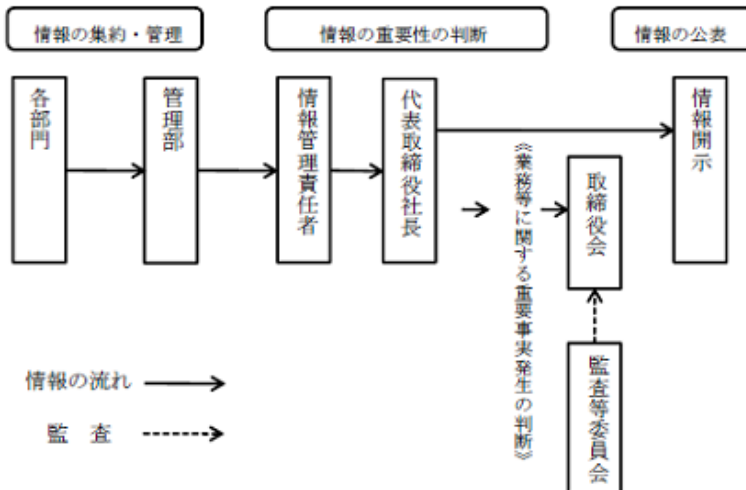 情報の集約・管理
情報の重要性の判断
情報の公表
各部門
管理部
情報管理責任者
代表取締役社長
《業務等に関する重要事実発生の判断》
取締役会
情報開示
監査等委員会
情報の流れ
監　査